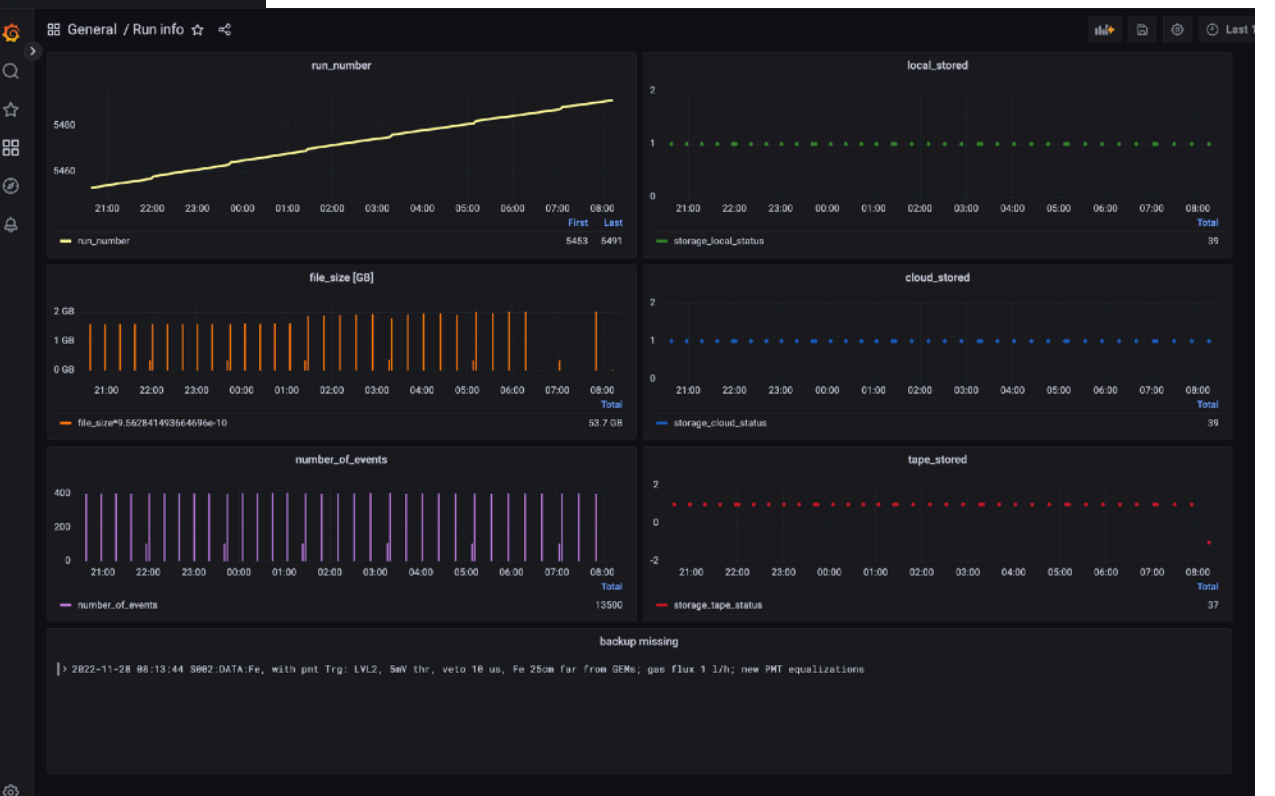 General / Run info
Last 1
run_number
5480
5460
21:00 22:00 23:00 00:00 01:00 02:00 03:00 04:00 05:00 06:00 07:00 08:00
First Last
run_number 5453 5491
local_stored
2
1
0
21:00 22:00 23:00 00:00 01:00 02:00 03:00 04:00 05:00 06:00 07:00 08:00
Total
storage_local_status 39
file_size [GB]
2 GB
1 GB
0 GB
21:00 22:00 23:00 00:00 01:00 02:00 03:00 04:00 05:00 06:00 07:00 08:00
Total
file_size*9.562841493664696e-10 53.7 GB
cloud_stored
2
1
0
21:00 22:00 23:00 00:00 01:00 02:00 03:00 04:00 05:00 06:00 07:00 08:00
Total
storage_cloud_status 39
number_of_events
400
200
0
21:00 22:00 23:00 00:00 01:00 02:00 03:00 04:00 05:00 06:00 07:00 08:00
Total
number_of_events 13500
tape_stored
2
0
-2
21:00 22:00 23:00 00:00 01:00 02:00 03:00 04:00 05:00 06:00 07:00 08:00
Total
storage_tape_status 37
backup missing
> 2022-11-28 08:13:44 S002:DATA:Fe, with pmt Trg: LVL2, 5mV thr, veto 10 us, Fe 25cm far from GEMs; gas flux 1 l/h; new PMT equalizations